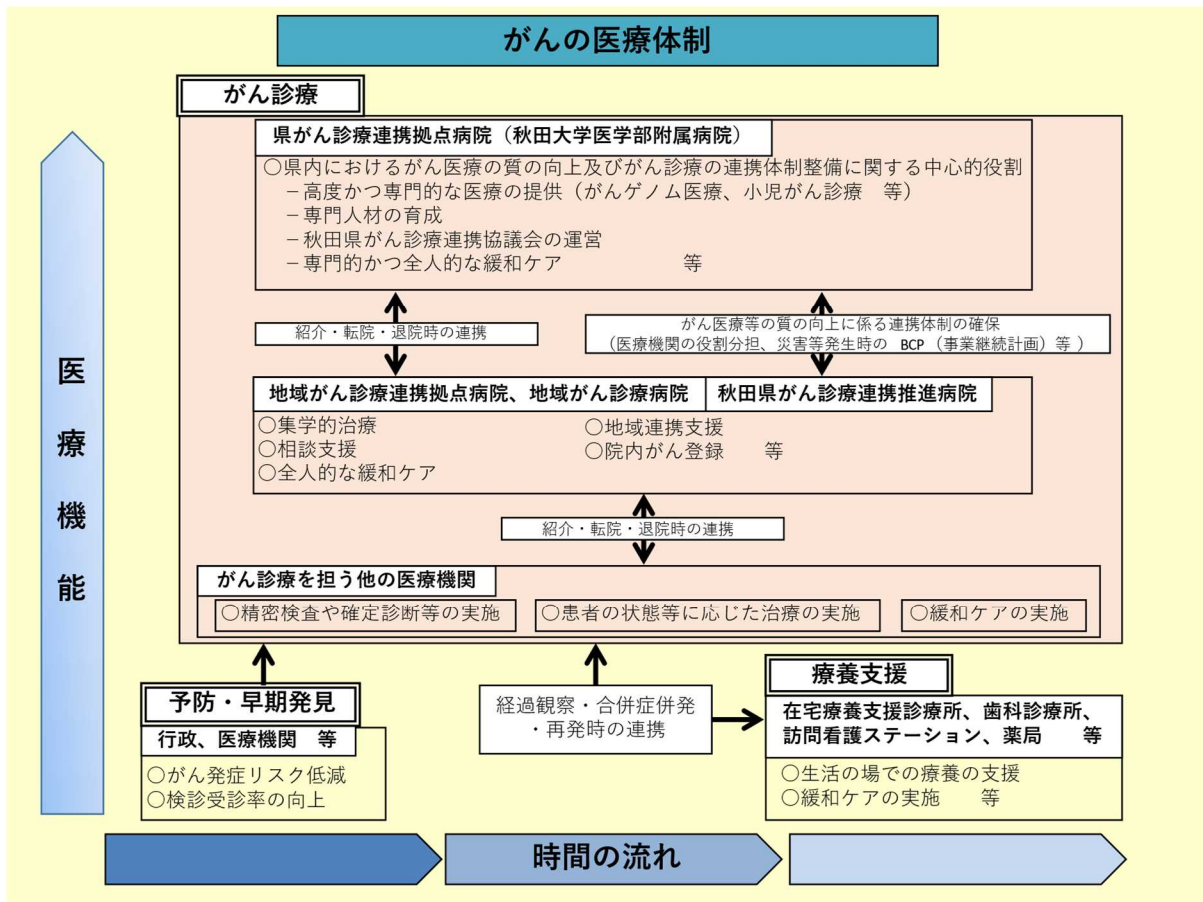 がんの医療体制
がん診療
県がん診療連携拠点病院（秋田大学医学部附属病院）
○県内におけるがん医療の質の向上及びがん診療の連携体制整備に関する中心的役割
－高度かつ専門的な医療の提供（がんゲノム医療、小児がん診療　等）
－専門人材の育成
－秋田県がん診療連携協議会の運営
－専門的かつ全人的な緩和ケア　　　　　　等
紹介・転院・退院時の連携
がん医療等の質の向上に係る連携体制の確保
（医療機関の役割分担、災害等発生時の　BCP　（事業継続計画）等　）
地域がん診療連携拠点病院、地域がん診療病院
秋田県がん診療連携推進病院
○集学的治療
○相談支援
○全人的な緩和ケア
○地域連携支援
○院内がん登録　　等
紹介・転院・退院時の連携
がん診療を担う他の医療機関
○精密検査や確定診断等の実施
○患者の状態等に応じた治療の実施
○緩和ケアの実施
医療機能
予防・早期発見
行政、医療機関　等
○がん発症リスク低減
○検診受診率の向上
経過観察・合併症併発
・再発時の連携
療養支援
在宅療養支援診療所、歯科診療所、
訪問看護ステーション、薬局　　等
○生活の場での療養の支援
○緩和ケアの実施　　等
時間の流れ